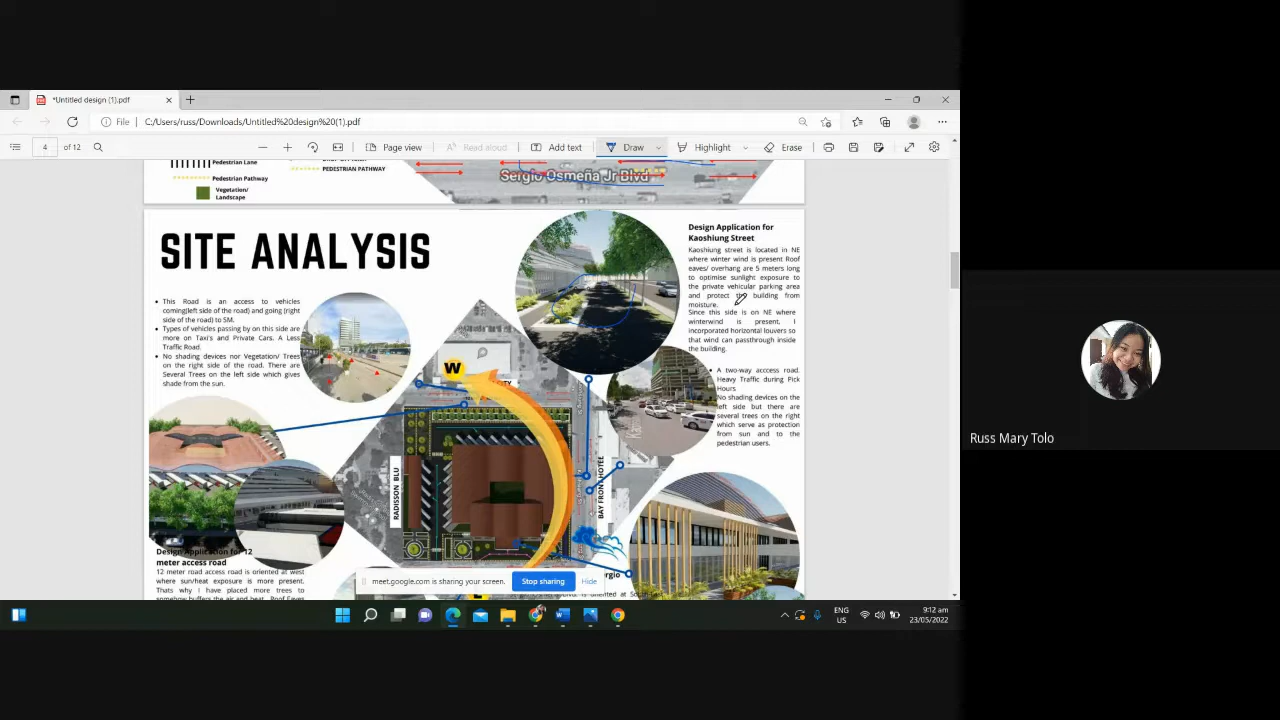 *Untitled design (1).pdf
File
C:/Users/russ/Downloads/Untitled%20design%20(1).pdf
4 of 12
Page view
Read aloud
Add text
Draw
Highlight
Erase
Pedestrian Lane
Pedestrian Pathway
Vegetation/
Landscape
PEDESTRIAN PATHWAY
Sergio Osmeña Jr Blvd
SITE ANALYSIS
This Road is an access to vehicles
coming(left side of the road) and going (right
side of the road) to SM.
Types of vehicles passing by on this side are
more on Taxi's and Private Cars. A Less
Traffic Road.
No shading devices nor Vegetation/ Trees
on the right side of the road. There are
Several Trees on the left side which gives
shade from the sun.
Design Application for
Kaoshiung Street
Kaoshiung street is located in NE
where winter wind is present Roof
eaves/ overhang are 5 meters long
to optimise sunlight exposure to
the private vehicular parking area
and protect the building from
moisture.
Since this side is on NE where
winterwind is present, I
incorporated horizontal louvers so
that wind can passthrough inside
the building.
A two-way acccess road.
Heavy Traffic during Pick
Hours
No shading devices on the
left side but there are
several trees on the right
which serve as protection
from sun and to the
pedestrian users.
W
CITY
RADISSON BLU
BAY FRONT HOTEL
Design Application for 12
meter access road
12 meter road access road is oriented at west
where sun/heat exposure is more present.
Thats why I have placed more trees to
somehow buffers the air and heat. Roof Eaves
meet.google.com is sharing your screen.
Stop sharing
Hide
Russ Mary Tolo
ENG
US
9:12 am
23/05/2022